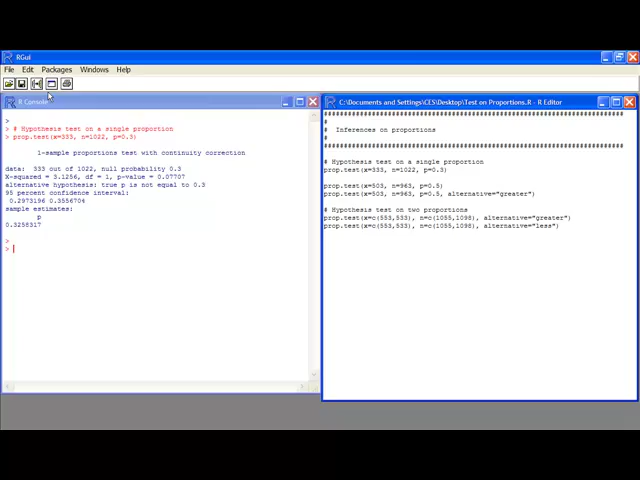 RGui
File Edit Packages Windows Help
R Console
>
> # Hypothesis test on a single proportion
> prop.test(x=333, n=1022, p=0.3)
1-sample proportions test with continuity correction
data: 333 out of 1022, null probability 0.3
X-squared = 3.1256, df = 1, p-value = 0.07707
alternative hypothesis: true p is not equal to 0.3
95 percent confidence interval:
0.2973196 0.3556704
sample estimates:
p
0.3258317
>
>
C:\Documents and Settings\CES\Desktop\Test on Proportions.R - R Editor
################################################################
#
# Inferences on proportions
#
################################################################
# Hypothesis test on a single proportion
prop.test(x=333, n=1022, p=0.3)
prop.test(x=503, n=963, p=0.5)
prop.test(x=503, n=963, p=0.5, alternative="greater")
# Hypothesis test on two proportions
prop.test(x=c(553,533), n=c(1055,1098), alternative="greater")
prop.test(x=c(553,533), n=c(1055,1098), alternative="less")